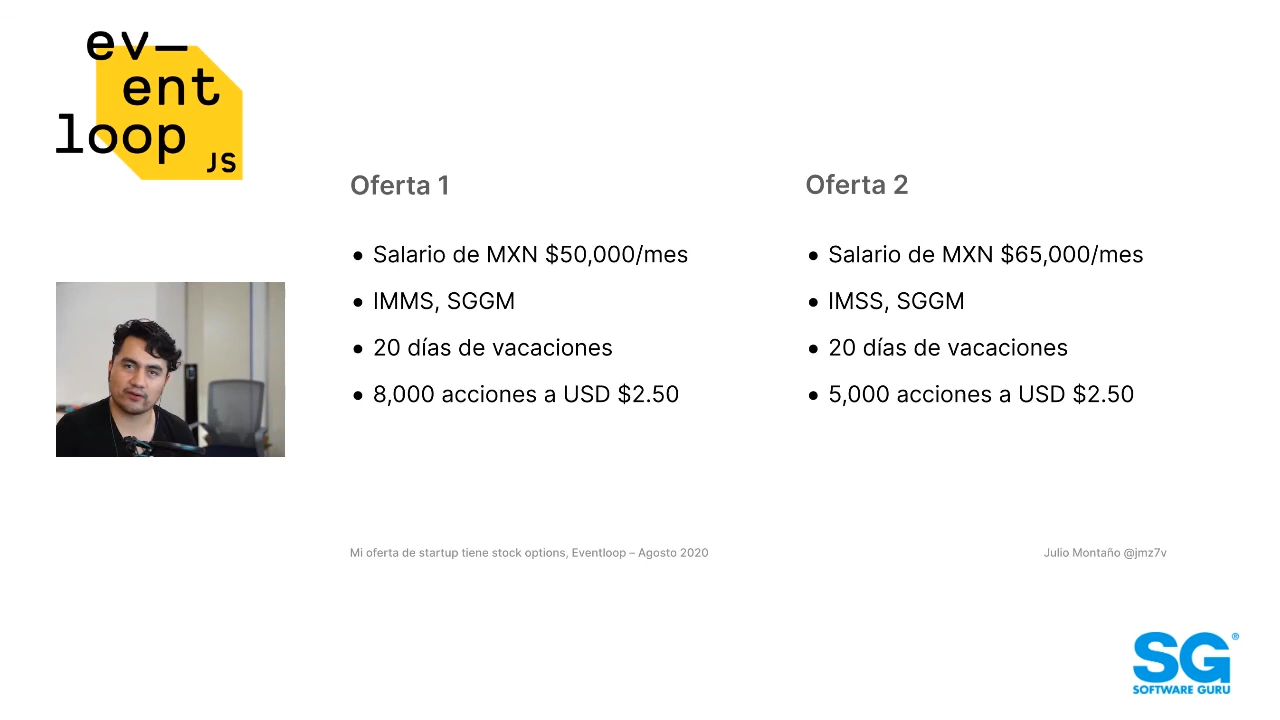 ev—
ent
loop
JS
Oferta 1
• Salario de MXN $50,000/mes
• IMMS, SGGM
• 20 días de vacaciones
• 8,000 acciones a USD $2.50
Oferta 2
• Salario de MXN $65,000/mes
• IMSS, SGGM
• 20 días de vacaciones
• 5,000 acciones a USD $2.50
Mi oferta de startup tiene stock options, Eventloop – Agosto 2020
Julio Montaño @jmz7v
SG®
SOFTWARE GURU